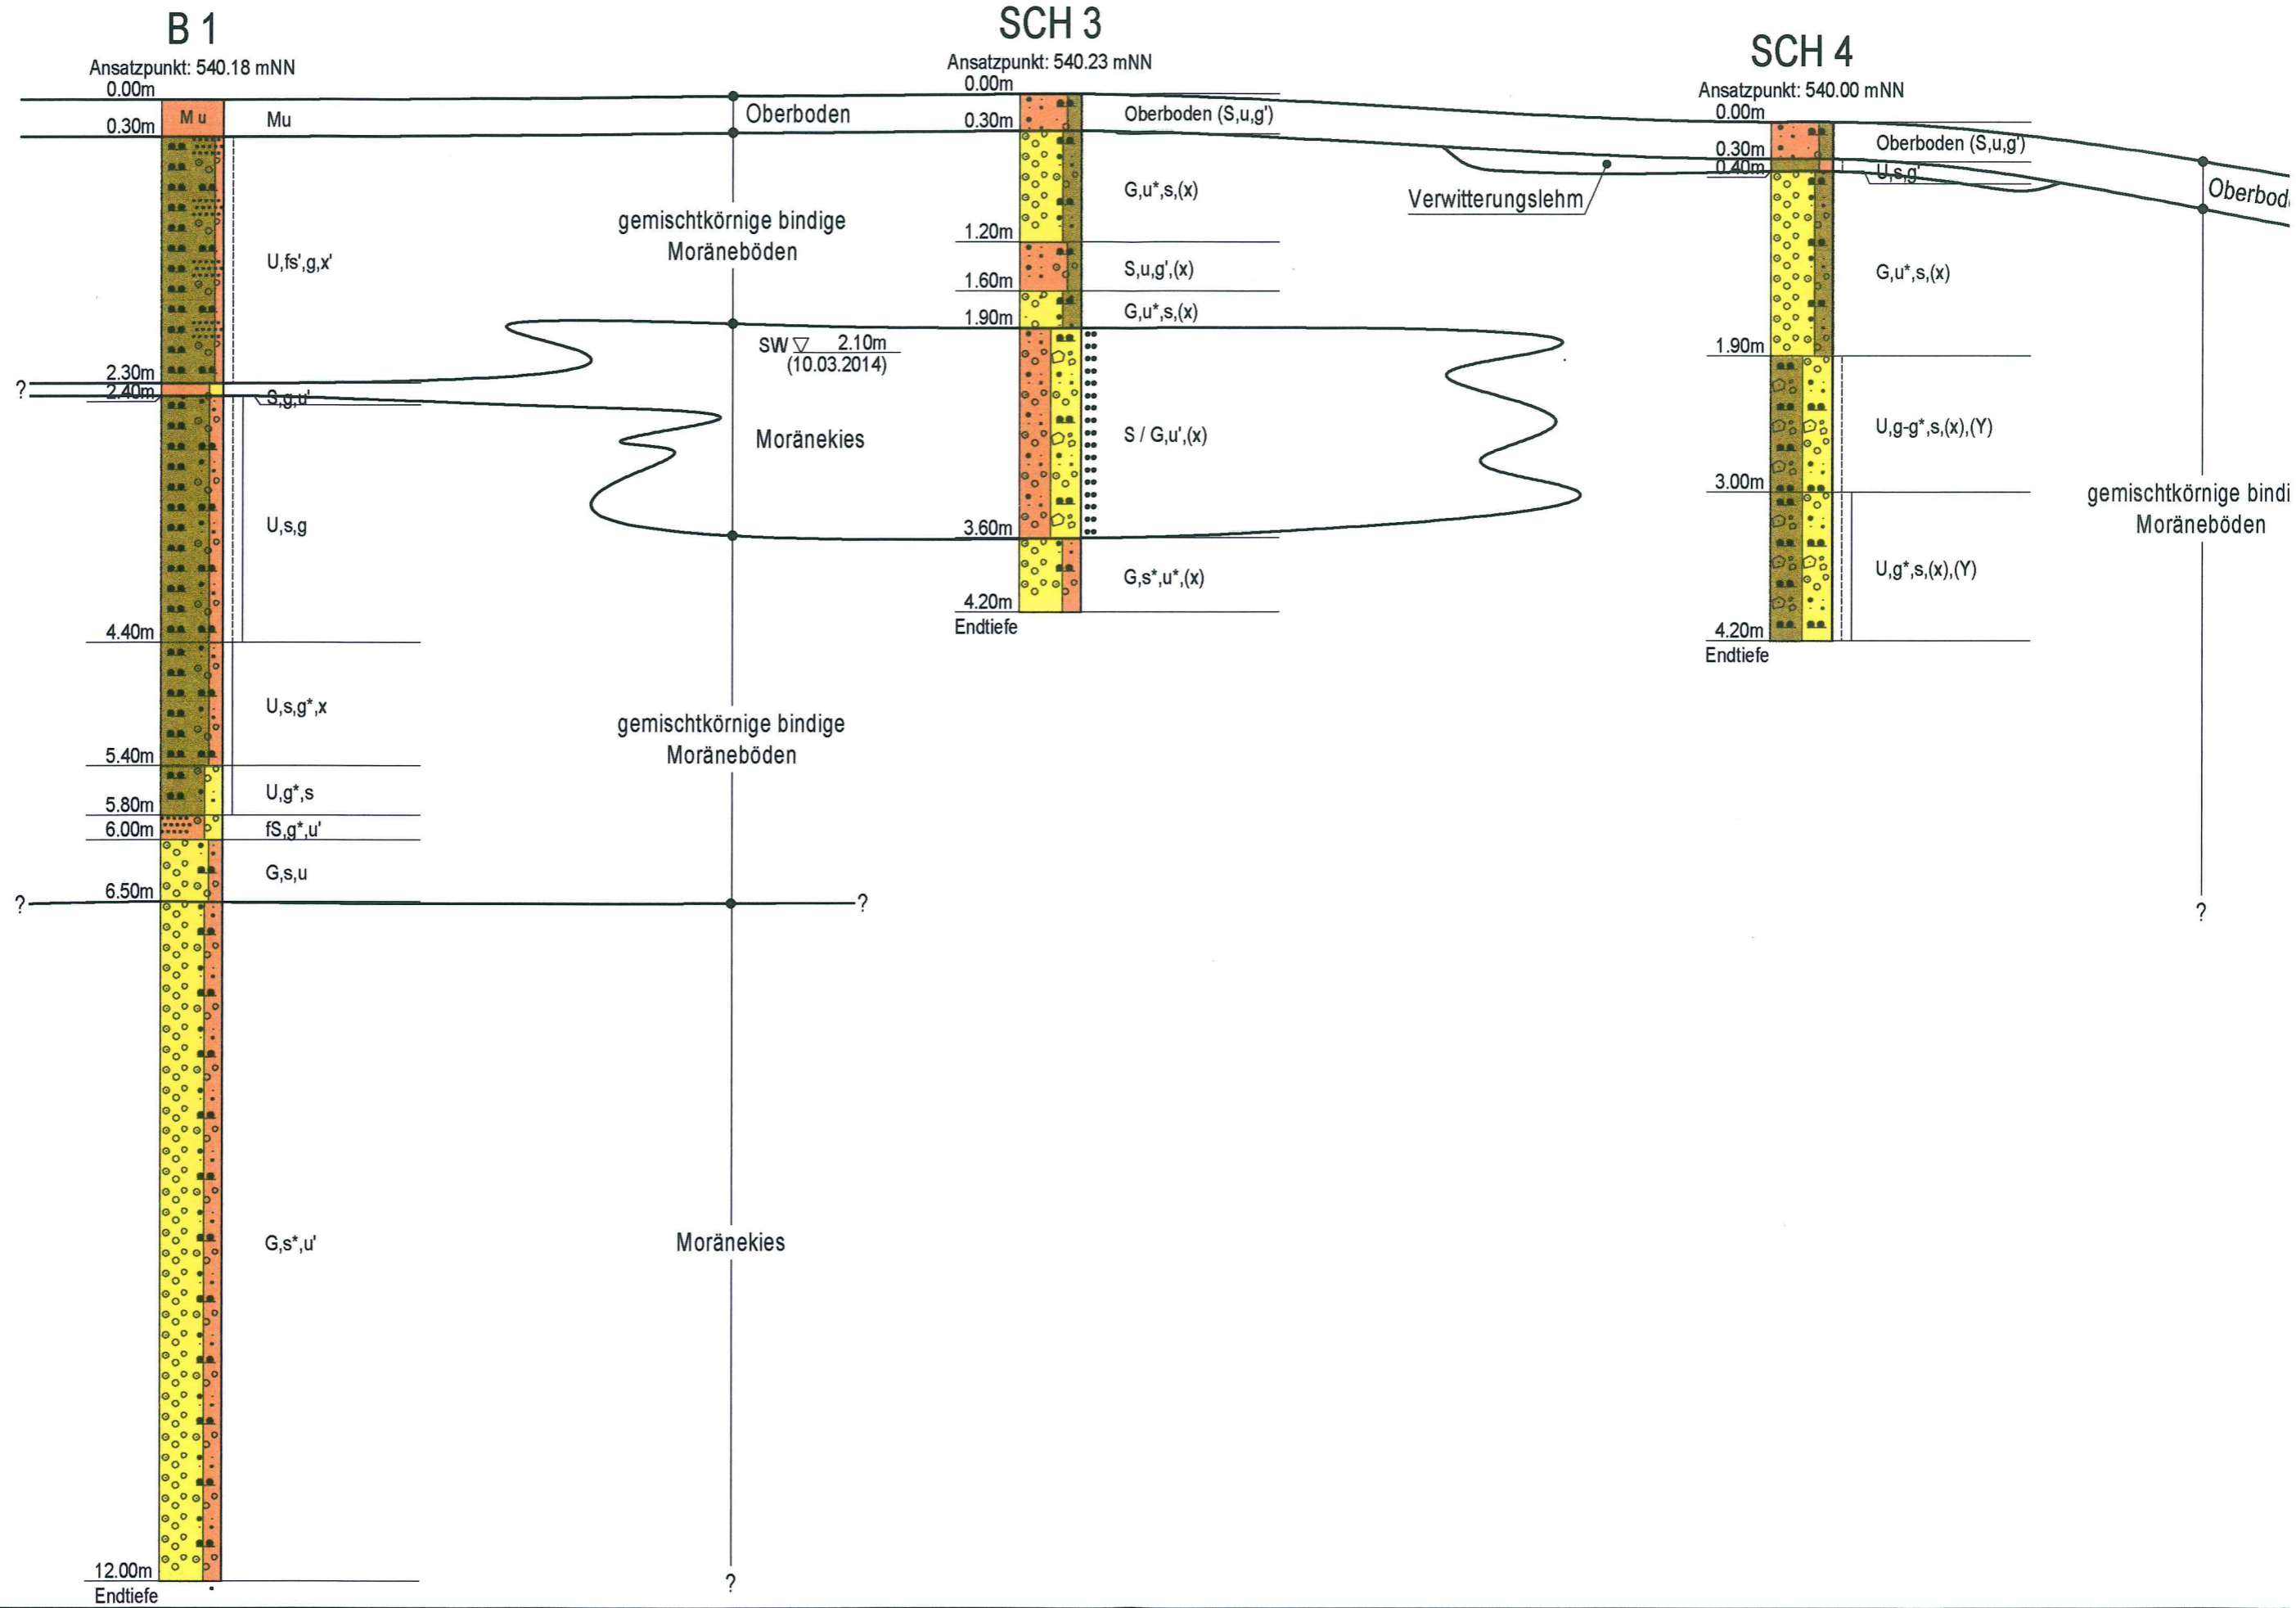 B 1
Ansatzpunkt: 540.18 mNN
0.00m
Mu
Mu
0.30m
U,fs',g,x'
2.30m
?
2.40m
S,g,u'
U,s,g
4.40m
U,s,g*,x
5.40m
U,g*,s
5.80m
fS,g*,u'
6.00m
G,s,u
6.50m
?
?
G,s*,u'
12.00m
Endtiefe
Oberboden
gemischtkörnige bindige
Moräneböden
SW 2.10m
(10.03.2014)
Moränekies
gemischtkörnige bindige
Moräneböden
Moränekies
?
SCH 3
Ansatzpunkt: 540.23 mNN
0.00m
Oberboden (S,u,g')
0.30m
G,u*,s,(x)
1.20m
S,u,g',(x)
1.60m
G,u*,s,(x)
1.90m
S / G,u',(x)
3.60m
G,s*,u*,(x)
4.20m
Endtiefe
Verwitterungslehm
SCH 4
Ansatzpunkt: 540.00 mNN
0.00m
Oberboden (S,u,g')
0.30m
0.40m
U,s,g'
G,u*,s,(x)
1.90m
U,g-g*,s,(x),(Y)
3.00m
U,g*,s,(x),(Y)
4.20m
Endtiefe
Oberbod
gemischtkörnige bindi
Moräneböden
?